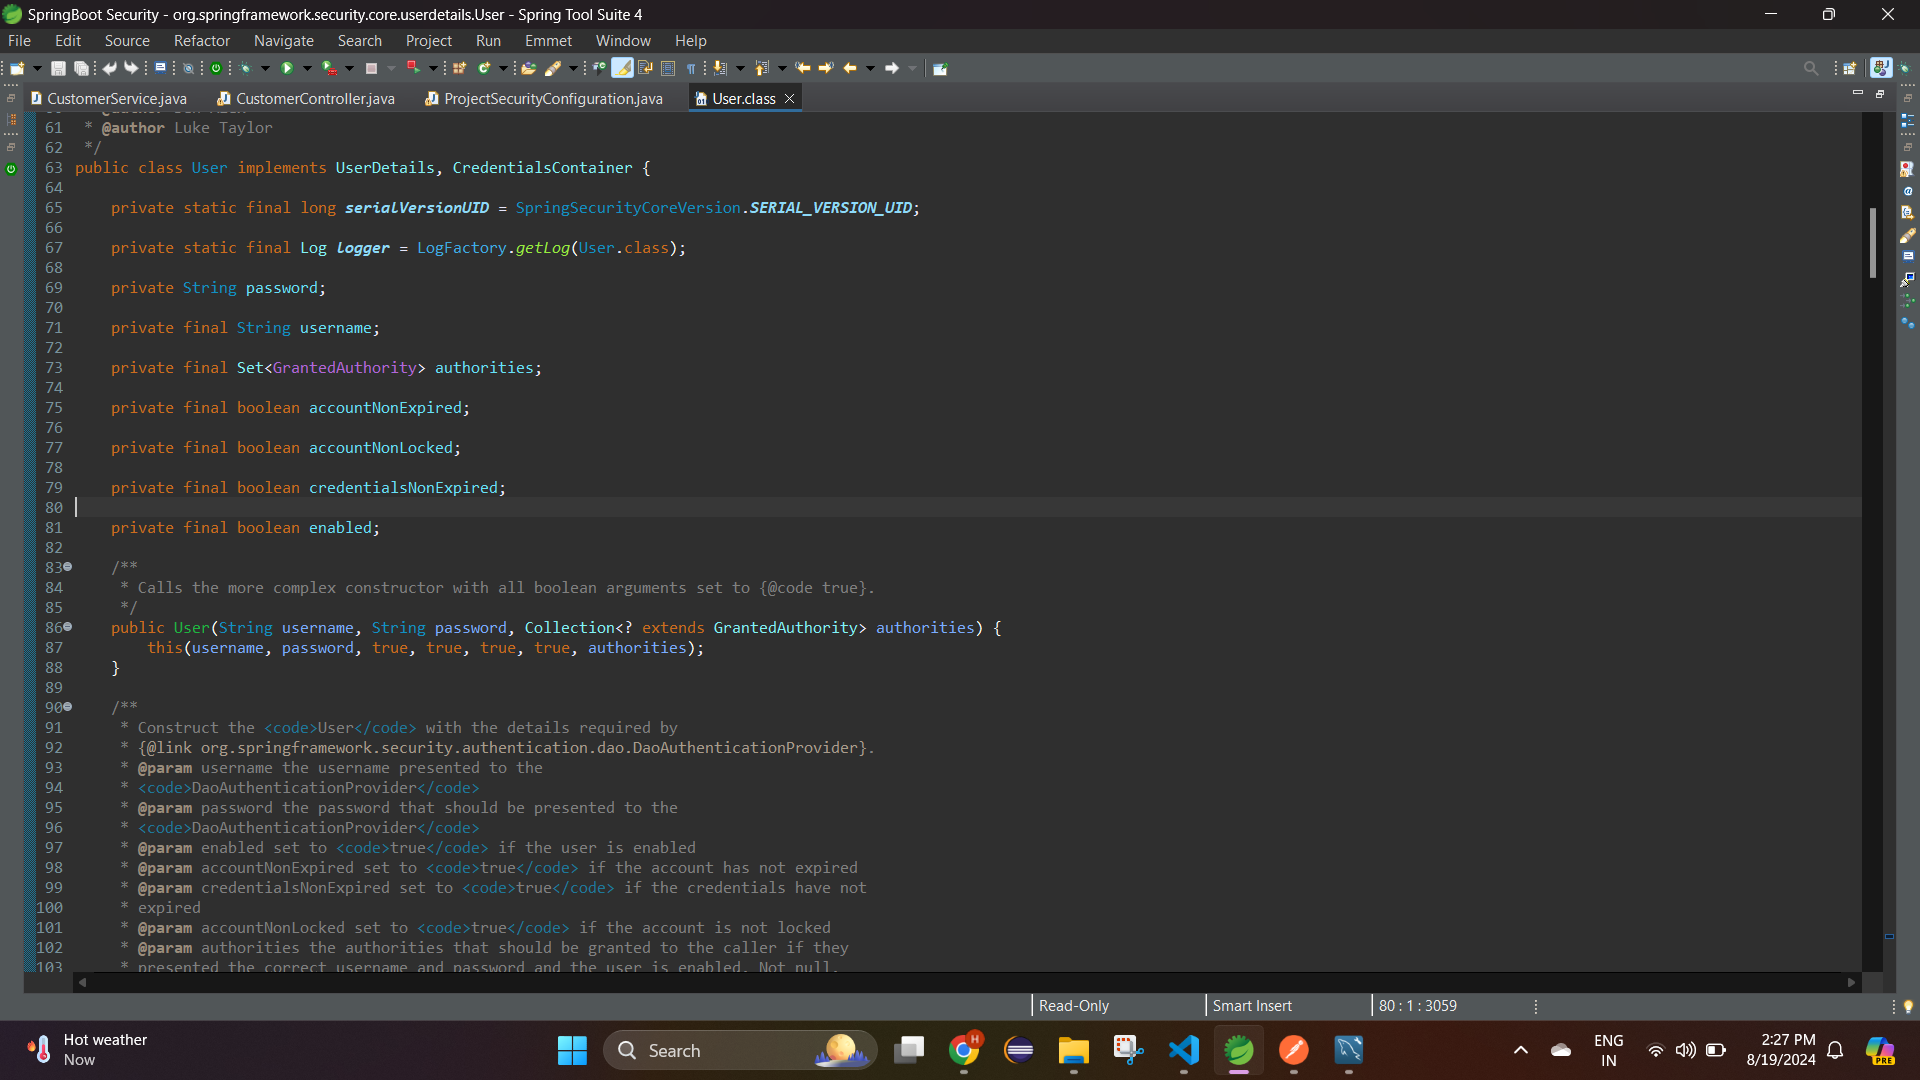 SpringBoot Security - org.springframework.security.core.userdetails.User - Spring Tool Suite 4
File Edit Source Refactor Navigate Search Project Run Emmet Window Help
CustomerService.java CustomerController.java ProjectSecurityConfiguration.java User.class
61 * @author Luke Taylor
62 */
63 public class User implements UserDetails, CredentialsContainer {
64
65 private static final long serialVersionUID = SpringSecurityCoreVersion.SERIAL_VERSION_UID;
66
67 private static final Log logger = LogFactory.getLog(User.class);
68
69 private String password;
70
71 private final String username;
72
73 private final Set<GrantedAuthority> authorities;
74
75 private final boolean accountNonExpired;
76
77 private final boolean accountNonLocked;
78
79 private final boolean credentialsNonExpired;
80
81 private final boolean enabled;
82
83 /**
84 * Calls the more complex constructor with all boolean arguments set to {@code true}.
85 */
86 public User(String username, String password, Collection<? extends GrantedAuthority> authorities) {
87 this(username, password, true, true, true, true, authorities);
88 }
89
90 /**
91 * Construct the <code>User</code> with the details required by
92 * {@link org.springframework.security.authentication.dao.DaoAuthenticationProvider}.
93 * @param username the username presented to the
94 * <code>DaoAuthenticationProvider</code>
95 * @param password the password that should be presented to the
96 * <code>DaoAuthenticationProvider</code>
97 * @param enabled set to <code>true</code> if the user is enabled
98 * @param accountNonExpired set to <code>true</code> if the account has not expired
99 * @param credentialsNonExpired set to <code>true</code> if the credentials have not
100 * expired
101 * @param accountNonLocked set to <code>true</code> if the account is not locked
102 * @param authorities the authorities that should be granted to the caller if they
103 * presented the correct username and password and the user is enabled. Not null.
Read-Only Smart Insert 80 : 1 : 3059
Hot weather
Now
Search
H
ENG
IN
2:27 PM
8/19/2024
PRE